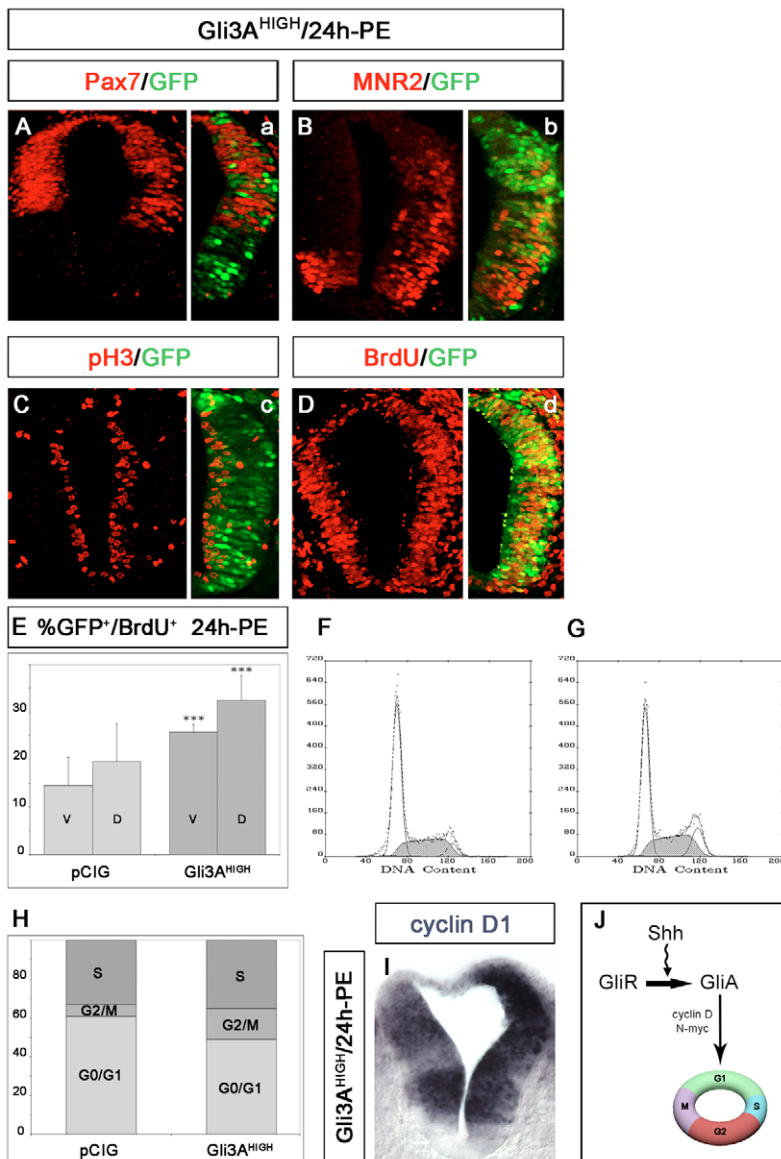 Gli3A^HIGH/24h-PE
Pax7/GFP
MNR2/GFP
A
a
B
b
pH3/GFP
BrdU/GFP
C
c
D
d
E %GFP+/BrdU+ 24h-PE
30
20
10
0
***
***
V
D
V
D
pCIG
Gli3A^HIGH
F
720
640
560
480
400
320
240
160
80
0
0 40 80 120 160 200
DNA Content
G
720
640
560
480
400
320
240
160
80
0
0 40 80 120 160 200
DNA Content
H
80
60
40
20
0
S
G2/M
G0/G1
S
G2/M
G0/G1
pCIG
Gli3A^HIGH
cyclin D1
Gli3A^HIGH/24h-PE
I
J
Shh
GliR
GliA
cyclin D
N-myc
G1
M
S
G2